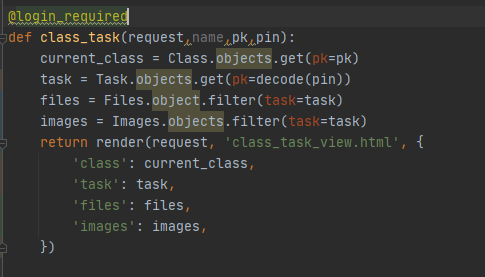 @login_required
def class_task(request,name,pk,pin):
    current_class = Class.objects.get(pk=pk)
    task = Task.objects.get(pk=decode(pin))
    files = Files.object.filter(task=task)
    images = Images.objects.filter(task=task)
    return render(request, 'class_task_view.html', {
        'class': current_class,
        'task': task,
        'files': files,
        'images': images,
    })